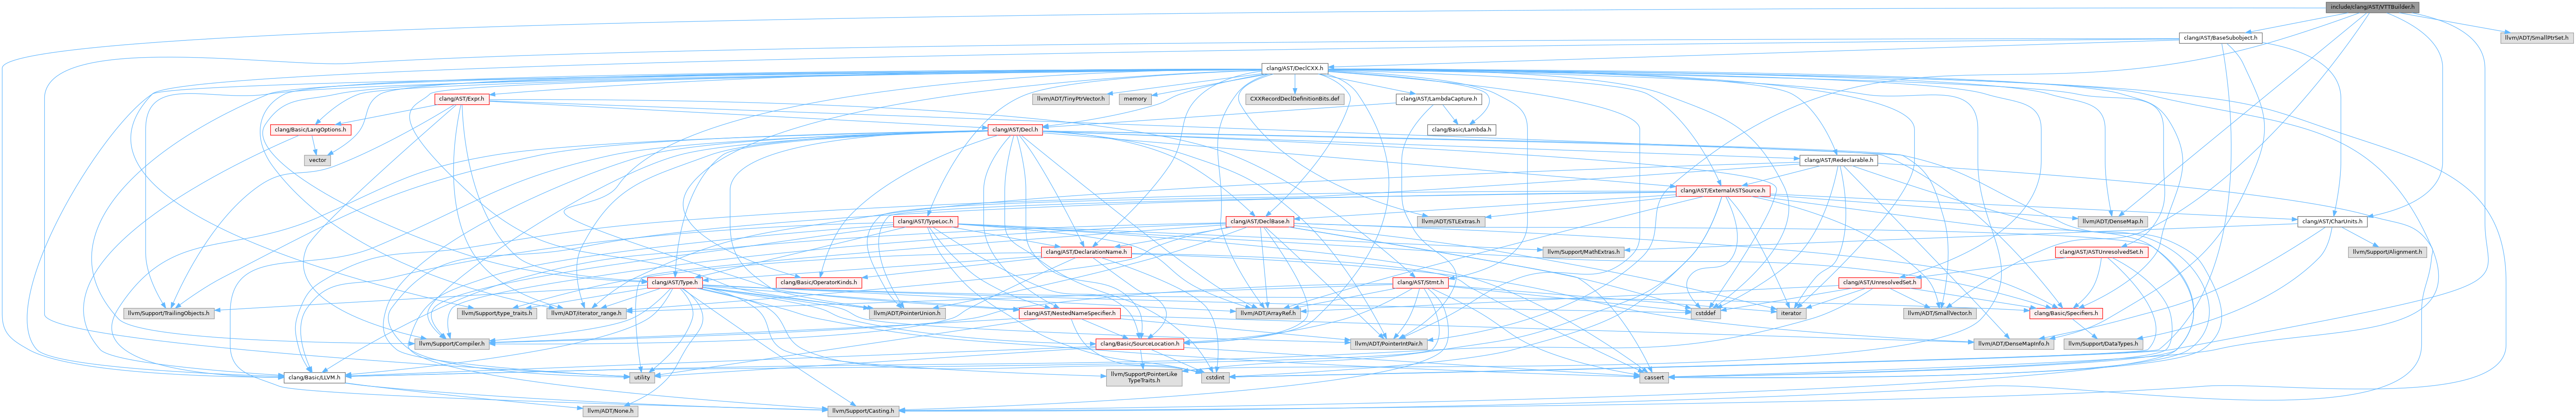 include/clang/AST/VTTBuilder.h
clang/AST/BaseSubobject.h
llvm/ADT/SmallPtrSet.h
clang/AST/DeclCXX.h
clang/AST/Expr.h
llvm/ADT/TinyPtrVector.h
memory
CXXRecordDeclDefinitionBits.def
clang/AST/LambdaCapture.h
clang/Basic/LangOptions.h
clang/AST/Decl.h
clang/Basic/Lambda.h
vector
clang/AST/Redeclarable.h
clang/AST/ExternalASTSource.h
clang/AST/TypeLoc.h
clang/AST/DeclBase.h
llvm/ADT/STLExtras.h
llvm/ADT/DenseMap.h
clang/AST/CharUnits.h
clang/AST/DeclarationName.h
llvm/Support/MathExtras.h
clang/AST/ASTUnresolvedSet.h
llvm/Support/Alignment.h
clang/AST/Type.h
clang/Basic/OperatorKinds.h
clang/AST/Stmt.h
clang/AST/UnresolvedSet.h
llvm/Support/TrailingObjects.h
llvm/Support/type_traits.h
llvm/ADT/iterator_range.h
llvm/ADT/PointerUnion.h
clang/AST/NestedNameSpecifier.h
llvm/ADT/ArrayRef.h
cstddef
iterator
llvm/ADT/SmallVector.h
clang/Basic/Specifiers.h
llvm/Support/Compiler.h
clang/Basic/SourceLocation.h
llvm/ADT/PointerIntPair.h
llvm/ADT/DenseMapInfo.h
llvm/Support/DataTypes.h
clang/Basic/LLVM.h
utility
llvm/Support/PointerLike
TypeTraits.h
cstdint
cassert
llvm/ADT/None.h
llvm/Support/Casting.h